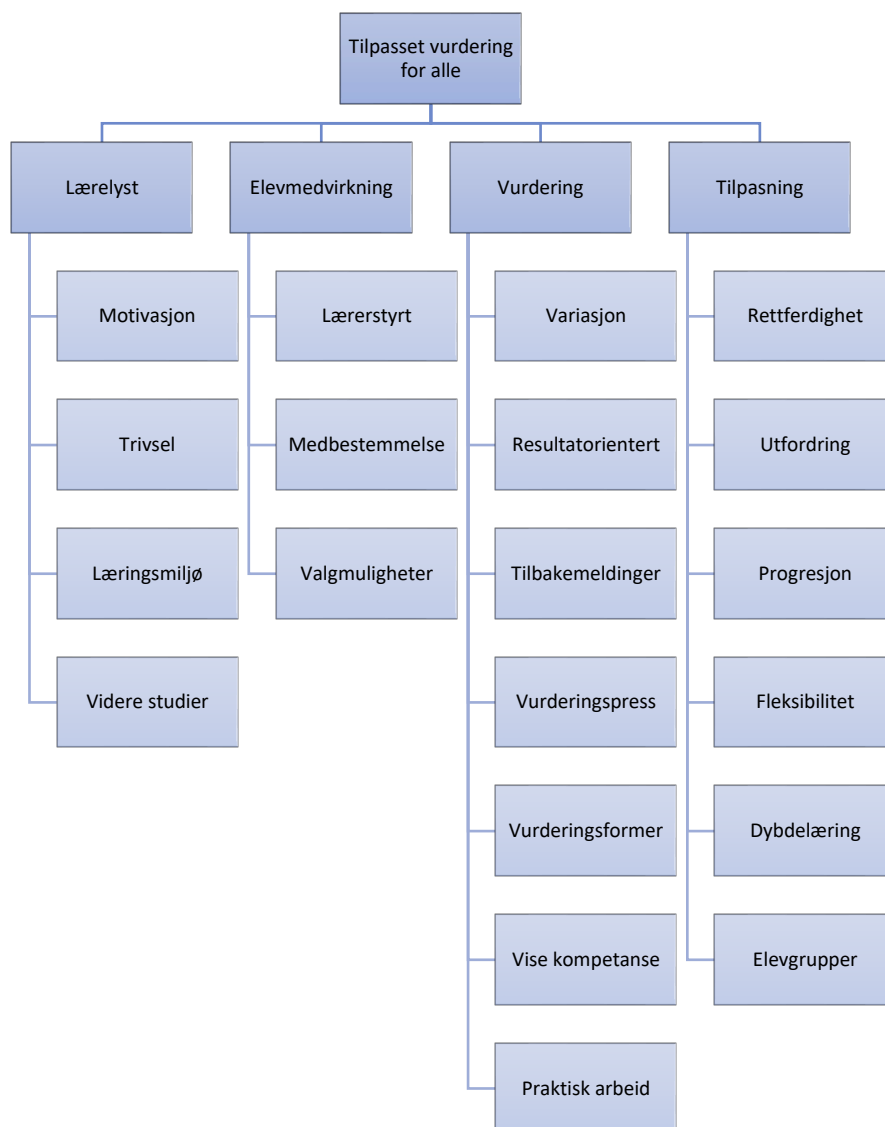 Tilpasset vurdering
for alle
Lærelyst
Elevmedvirkning
Vurdering
Tilpasning
Motivasjon
Lærerstyrt
Variasjon
Rettferdighet
Trivsel
Medbestemmelse
Resultatorientert
Utfordring
Læringsmiljø
Valgmuligheter
Tilbakemeldinger
Progresjon
Videre studier
Vurderingspress
Fleksibilitet
Vurderingsformer
Dybdelæring
Vise kompetanse
Elevgrupper
Praktisk arbeid